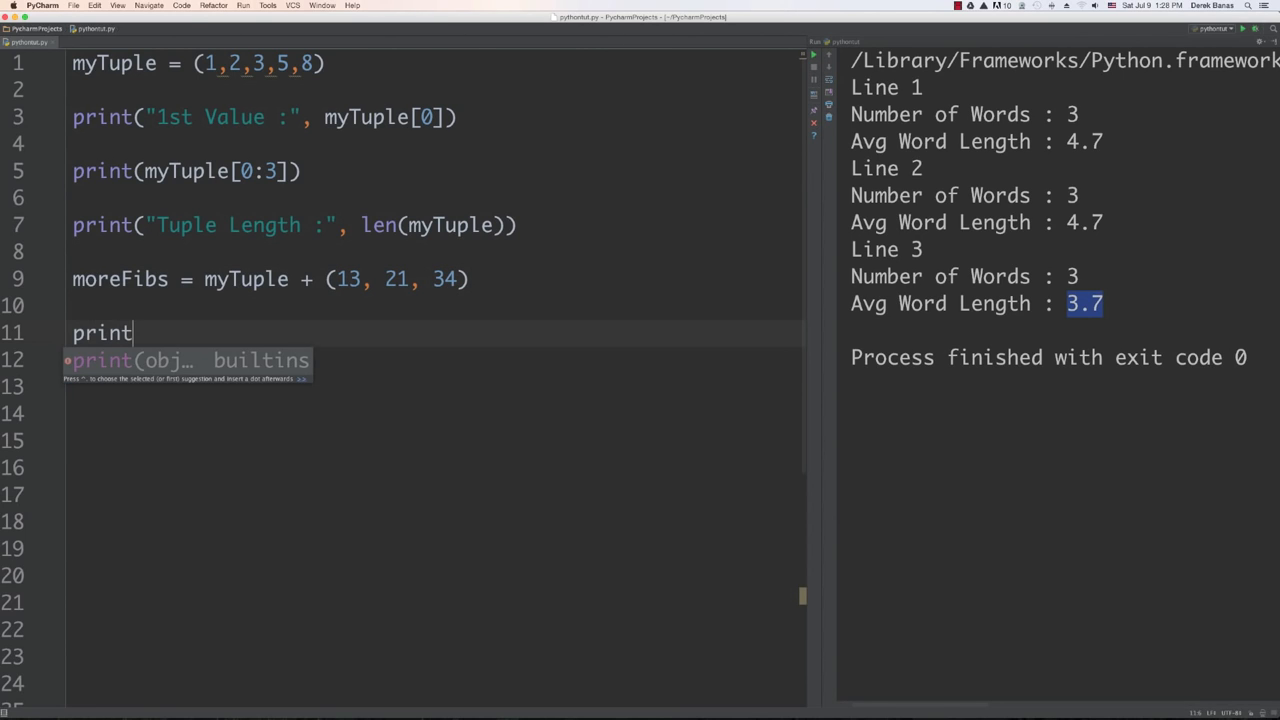 PyCharm File Edit View Navigate Code Refactor Run Tools VCS Window Help
10 Sat Jul 9 1:28 PM Derek Banas
pythontut.py - PycharmProjects - [~/PycharmProjects]
PycharmProjects pythontut.py
pythontut
pythontut.py
Run pythontut
1 myTuple = (1,2,3,5,8)
2
3 print("1st Value :", myTuple[0])
4
5 print(myTuple[0:3])
6
7 print("Tuple Length :", len(myTuple))
8
9 moreFibs = myTuple + (13, 21, 34)
10
11 print
12 print(obj… builtins
Press ^. to choose the selected (or first) suggestion and insert a dot afterwards >>
13
14
15
16
17
18
19
20
21
22
23
24
/Library/Frameworks/Python.framework
Line 1
Number of Words : 3
Avg Word Length : 4.7
Line 2
Number of Words : 3
Avg Word Length : 4.7
Line 3
Number of Words : 3
Avg Word Length : 3.7
Process finished with exit code 0
11:6 LF≑ UTF-8≑